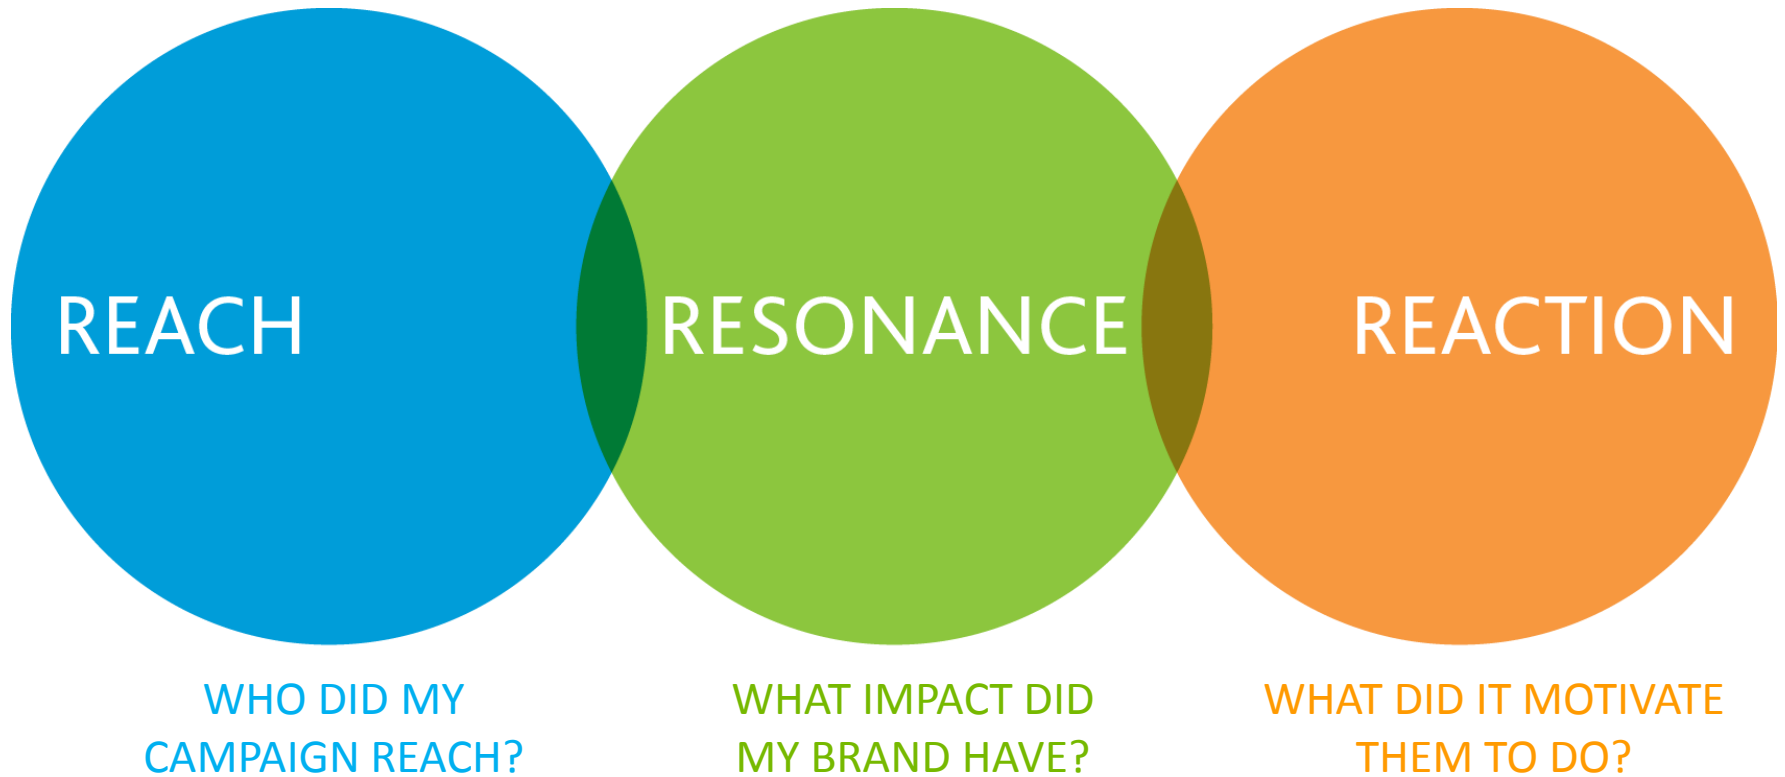 REACH
RESONANCE
REACTION
WHO DID MY
CAMPAIGN REACH?
WHAT IMPACT DID
MY BRAND HAVE?
WHAT DID IT MOTIVATE
THEM TO DO?